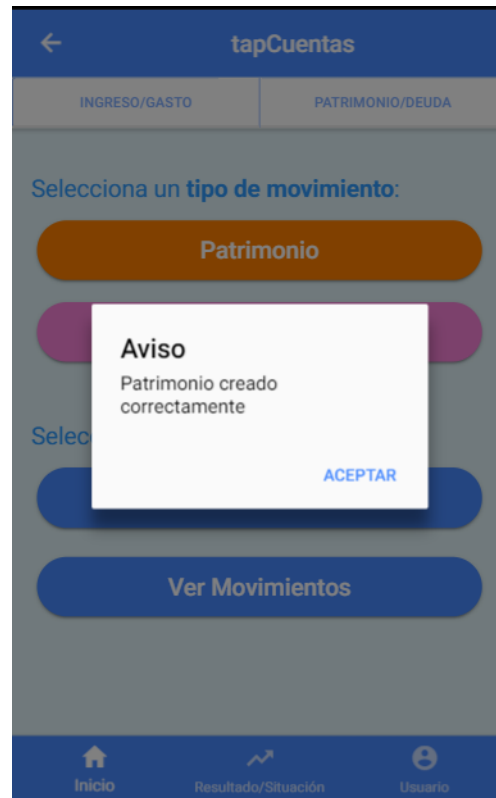 tapCuentas
INGRESO/GASTO PATRIMONIO/DEUDA
Selecciona un tipo de movimiento:
Patrimonio
Aviso
Patrimonio creado
correctamente
Selec
ACEPTAR
Ver Movimientos
Inicio Resultado/Situación Usuario